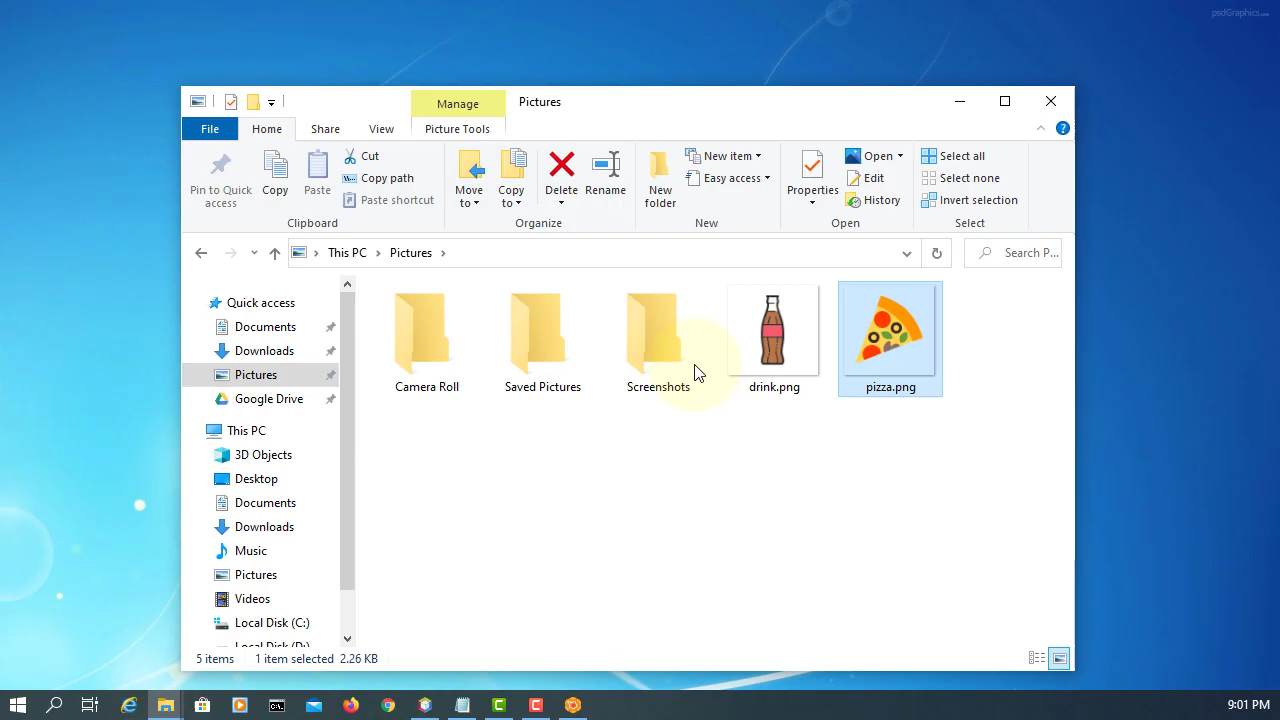 psdGraphics.com
Manage
Pictures
File
Home
Share
View
Picture Tools
Pin to Quick access
Copy
Paste
Cut
Copy path
Paste shortcut
Clipboard
Move to
Copy to
Delete
Rename
Organize
New folder
New item
Easy access
New
Properties
Open
Edit
History
Open
Select all
Select none
Invert selection
Select
This PC
Pictures
Search P...
Quick access
Documents
Downloads
Pictures
Google Drive
This PC
3D Objects
Desktop
Documents
Downloads
Music
Pictures
Videos
Local Disk (C:)
Local Disk (D:)
Camera Roll
Saved Pictures
Screenshots
drink.png
pizza.png
5 items
1 item selected 2.26 KB
9:01 PM